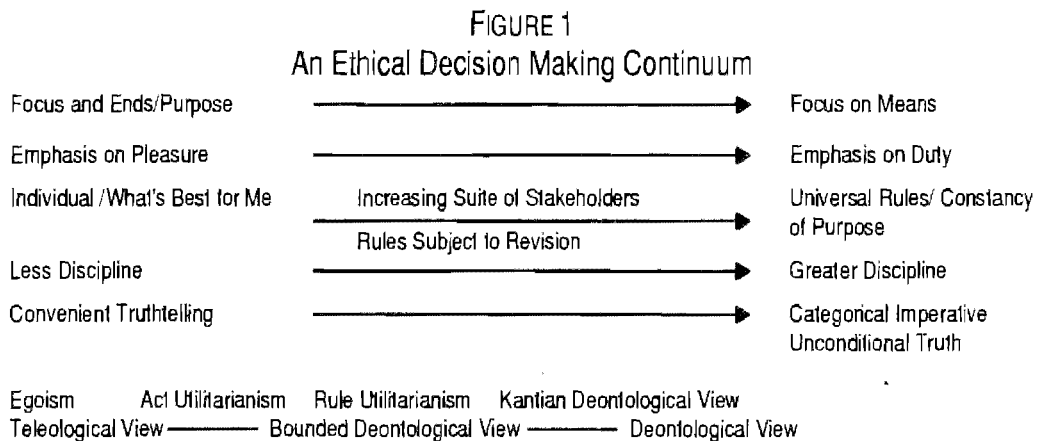 FIGURE 1
An Ethical Decision Making Continuum
Focus and Ends/Purpose Focus on Means
Emphasis on Pleasure Emphasis on Duty
Individual /What's Best for Me Increasing Suite of Stakeholders Universal Rules/ Constancy
of Purpose
Rules Subject to Revision
Less Discipline Greater Discipline
Convenient Truthtelling Categorical Imperative
Unconditional Truth
Egoism Act Utilitarianism Rule Utilitarianism Kantian Deontological View
Teleological View Bounded Deontological View Deontological View